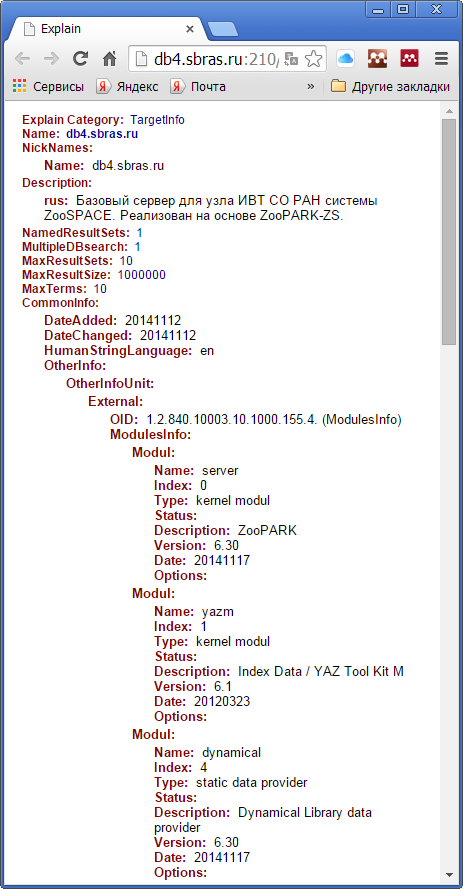 Explain
db4.sbras.ru:210/
Сервисы Яндекс Почта » Другие закладки
Explain Category: TargetInfo
Name: db4.sbras.ru
NickNames:
Name: db4.sbras.ru
Description:
rus: Базовый сервер для узла ИВТ СО РАН системы
ZooSPACE. Реализован на основе ZooPARK-ZS.
NamedResultSets: 1
MultipleDBsearch: 1
MaxResultSets: 10
MaxResultSize: 1000000
MaxTerms: 10
CommonInfo:
DateAdded: 20141112
DateChanged: 20141112
HumanStringLanguage: en
OtherInfo:
OtherInfoUnit:
External:
OID: 1.2.840.10003.10.1000.155.4. (ModulesInfo)
ModulesInfo:
Modul:
Name: server
Index: 0
Type: kernel modul
Status:
Description: ZooPARK
Version: 6.30
Date: 20141117
Options:
Modul:
Name: yazm
Index: 1
Type: kernel modul
Status:
Description: Index Data / YAZ Tool Kit M
Version: 6.1
Date: 20120323
Options:
Modul:
Name: dynamical
Index: 4
Type: static data provider
Status:
Description: Dynamical Library data
provider
Version: 6.30
Date: 20141117
Options: